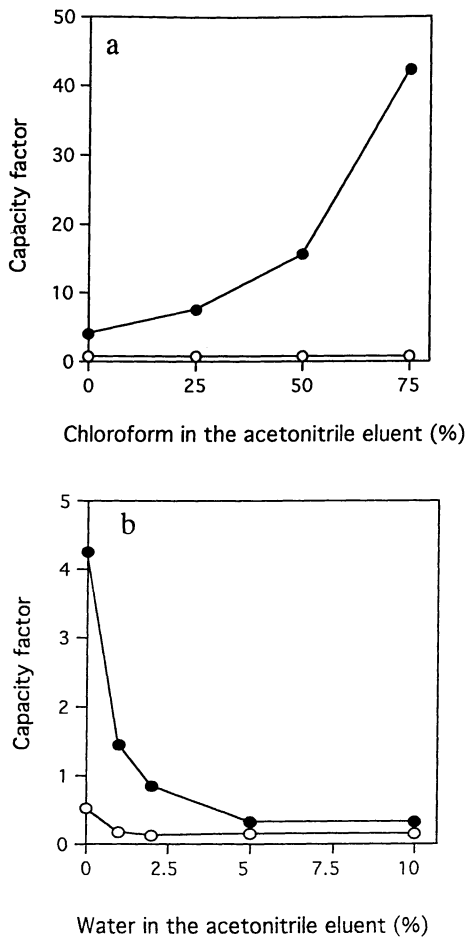 50
a
40
30
20
10
0
Capacity factor
0 25 50 75
Chloroform in the acetonitrile eluent (%)
5
b
4
3
2
1
0
Capacity factor
0 2.5 5 7.5 10
Water in the acetonitrile eluent (%)